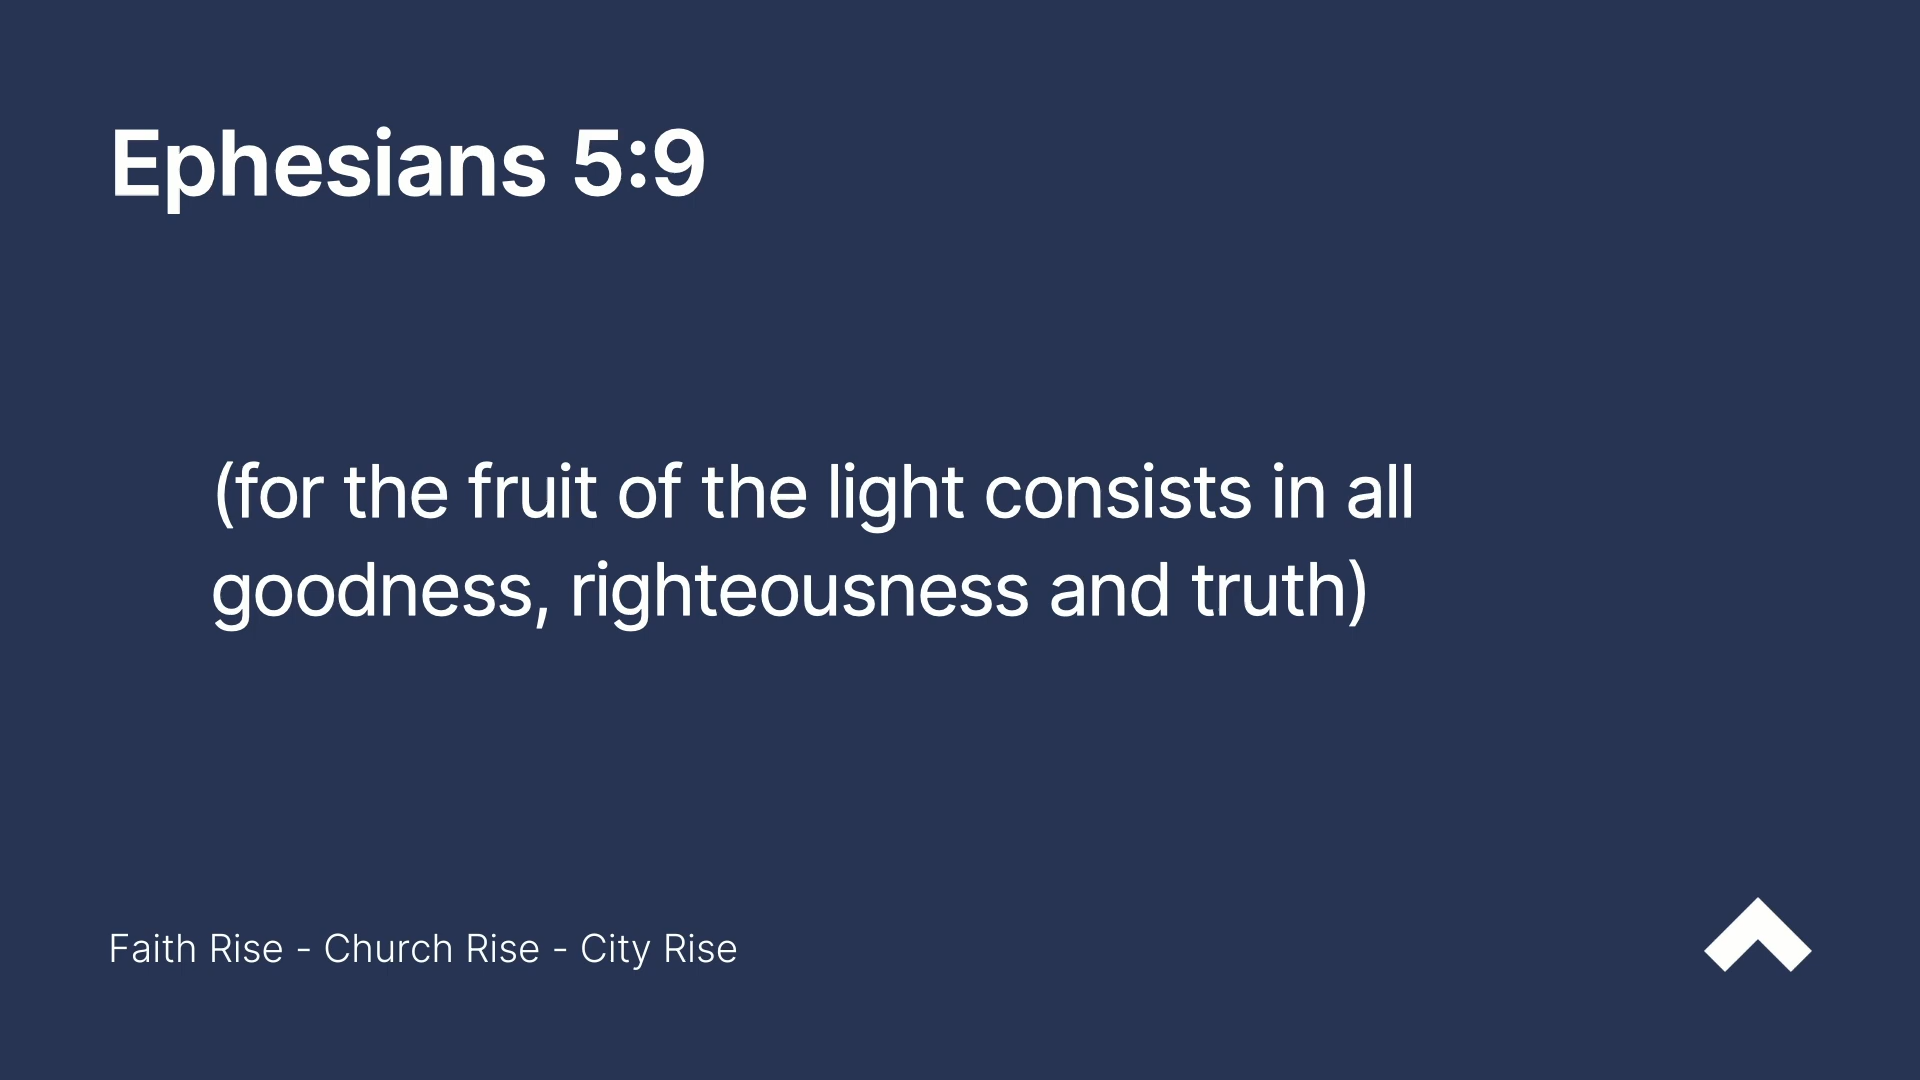 Ephesians 5:9
(for the fruit of the light consists in all
goodness, righteousness and truth)
Faith Rise - Church Rise - City Rise